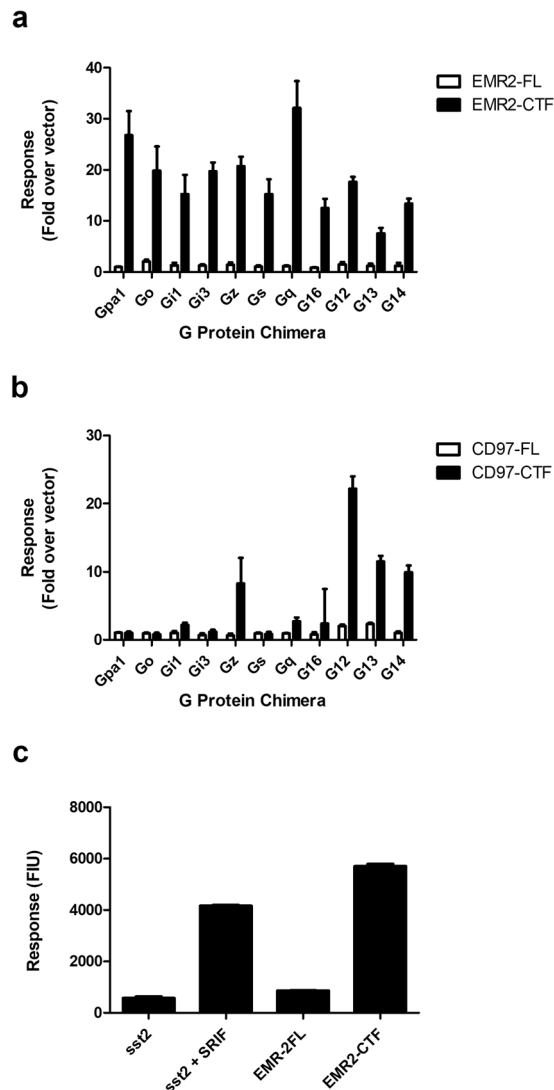 a
40
30
20
10
0
Response
(Fold over vector)
EMR2-FL
EMR2-CTF
Gpa1
Go
Gi1
Gi3
Gz
Gs
Gq
G16
G12
G13
G14
G Protein Chimera
b
30
20
10
0
Response
(Fold over vector)
CD97-FL
CD97-CTF
Gpa1
Go
Gi1
Gi3
Gz
Gs
Gq
G16
G12
G13
G14
G Protein Chimera
c
8000
6000
4000
2000
0
Response (FIU)
sst2
sst2 + SRIF
EMR-2FL
EMR2-CTF